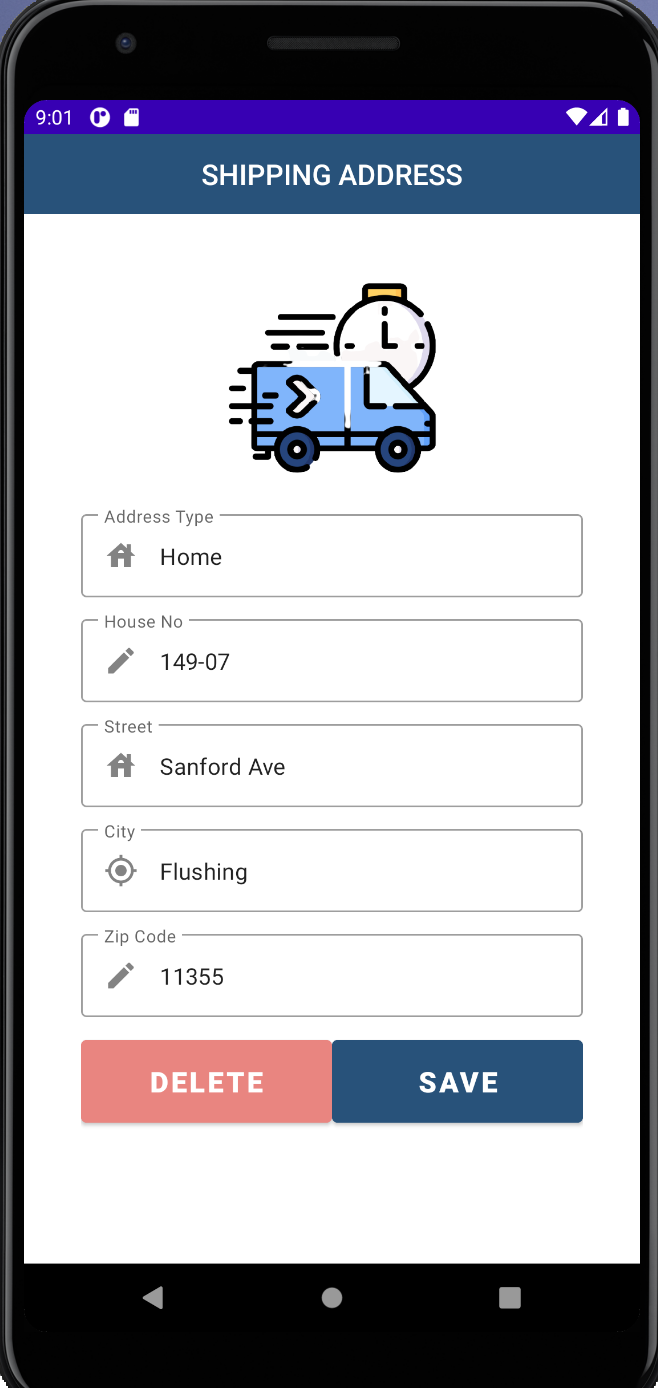 9:01
SHIPPING ADDRESS
Address Type
Home
House No
149-07
Street
Sanford Ave
City
Flushing
Zip Code
11355
DELETE SAVE